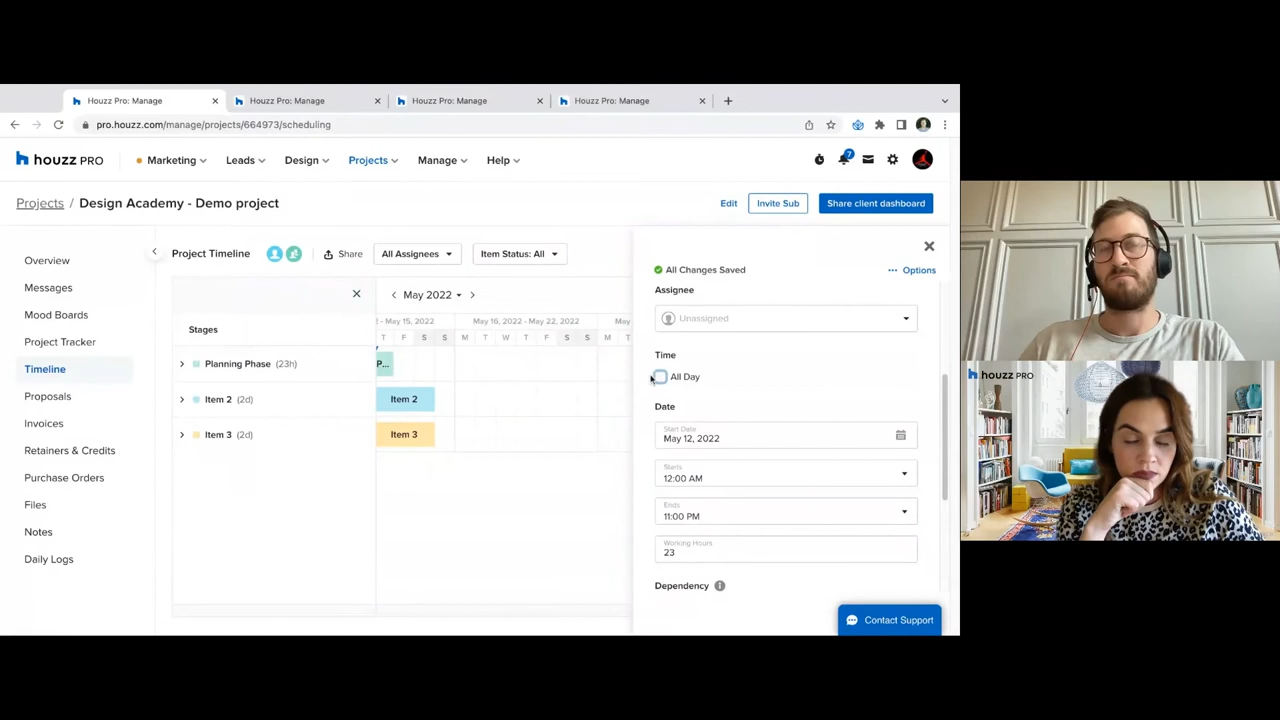 Houzz Pro: Manage
Houzz Pro: Manage
Houzz Pro: Manage
Houzz Pro: Manage
pro.houzz.com/manage/projects/664973/scheduling
houzz PRO
Marketing
Leads
Design
Projects
Manage
Help
7
Projects / Design Academy - Demo project
Edit
Invite Sub
Share client dashboard
Overview
Messages
Mood Boards
Project Tracker
Timeline
Proposals
Invoices
Retainers & Credits
Purchase Orders
Files
Notes
Daily Logs
Project Timeline
Share
All Assignees
Item Status: All
May 2022
Stages
2 - May 15, 2022
May 16, 2022 - May 22, 2022
May
T F S S M T W T F S S M T
Planning Phase (23h)
P...
Item 2 (2d)
Item 2
Item 3 (2d)
Item 3
All Changes Saved
Options
Assignee
Unassigned
Time
All Day
Date
Start Date
May 12, 2022
Starts
12:00 AM
Ends
11:00 PM
Working Hours
23
Dependency
Contact Support
houzz PRO